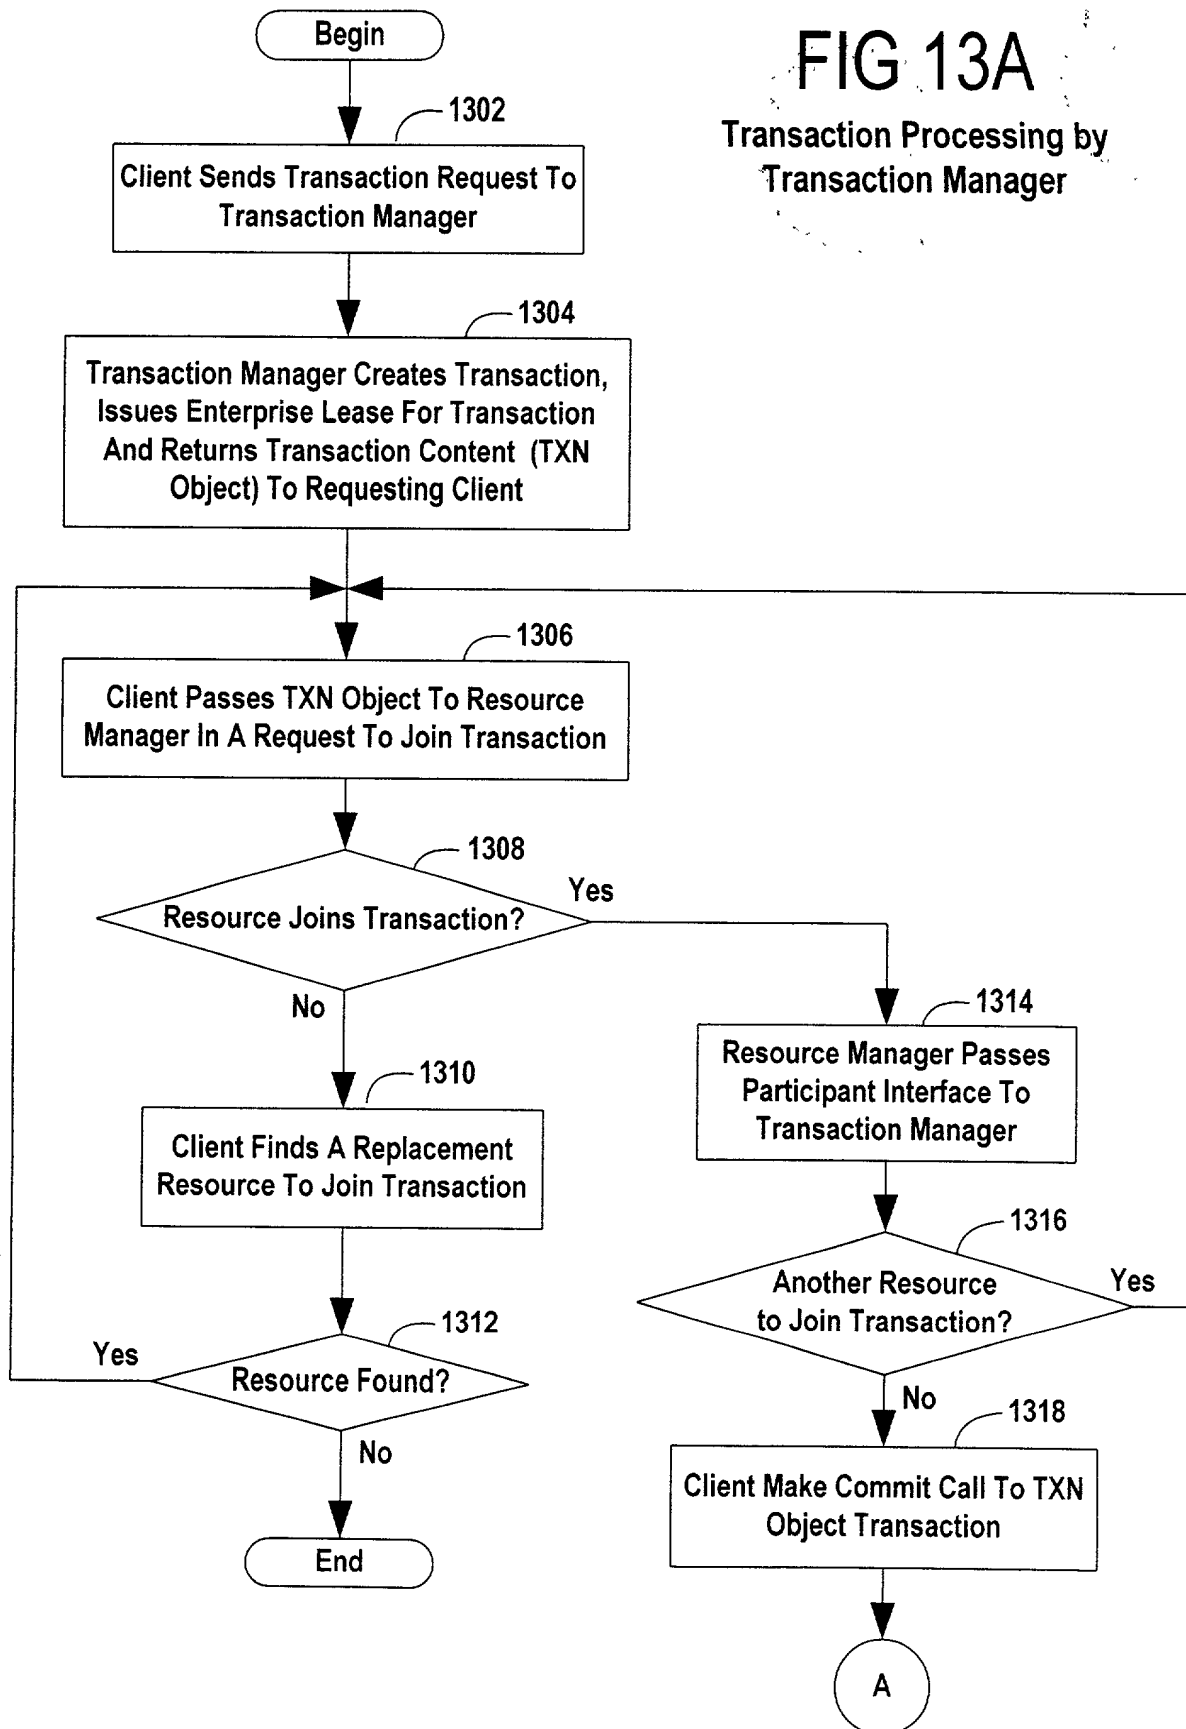 Begin
FIG 13A
Transaction Processing by
Transaction Manager
1302
Client Sends Transaction Request To
Transaction Manager
1304
Transaction Manager Creates Transaction,
Issues Enterprise Lease For Transaction
And Returns Transaction Content (TXN
Object) To Requesting Client
1306
Client Passes TXN Object To Resource
Manager In A Request To Join Transaction
1308
Resource Joins Transaction?
Yes
No
1310
Client Finds A Replacement
Resource To Join Transaction
1312
Resource Found?
Yes
No
End
1314
Resource Manager Passes
Participant Interface To
Transaction Manager
1316
Another Resource
to Join Transaction?
Yes
No
1318
Client Make Commit Call To TXN
Object Transaction
A